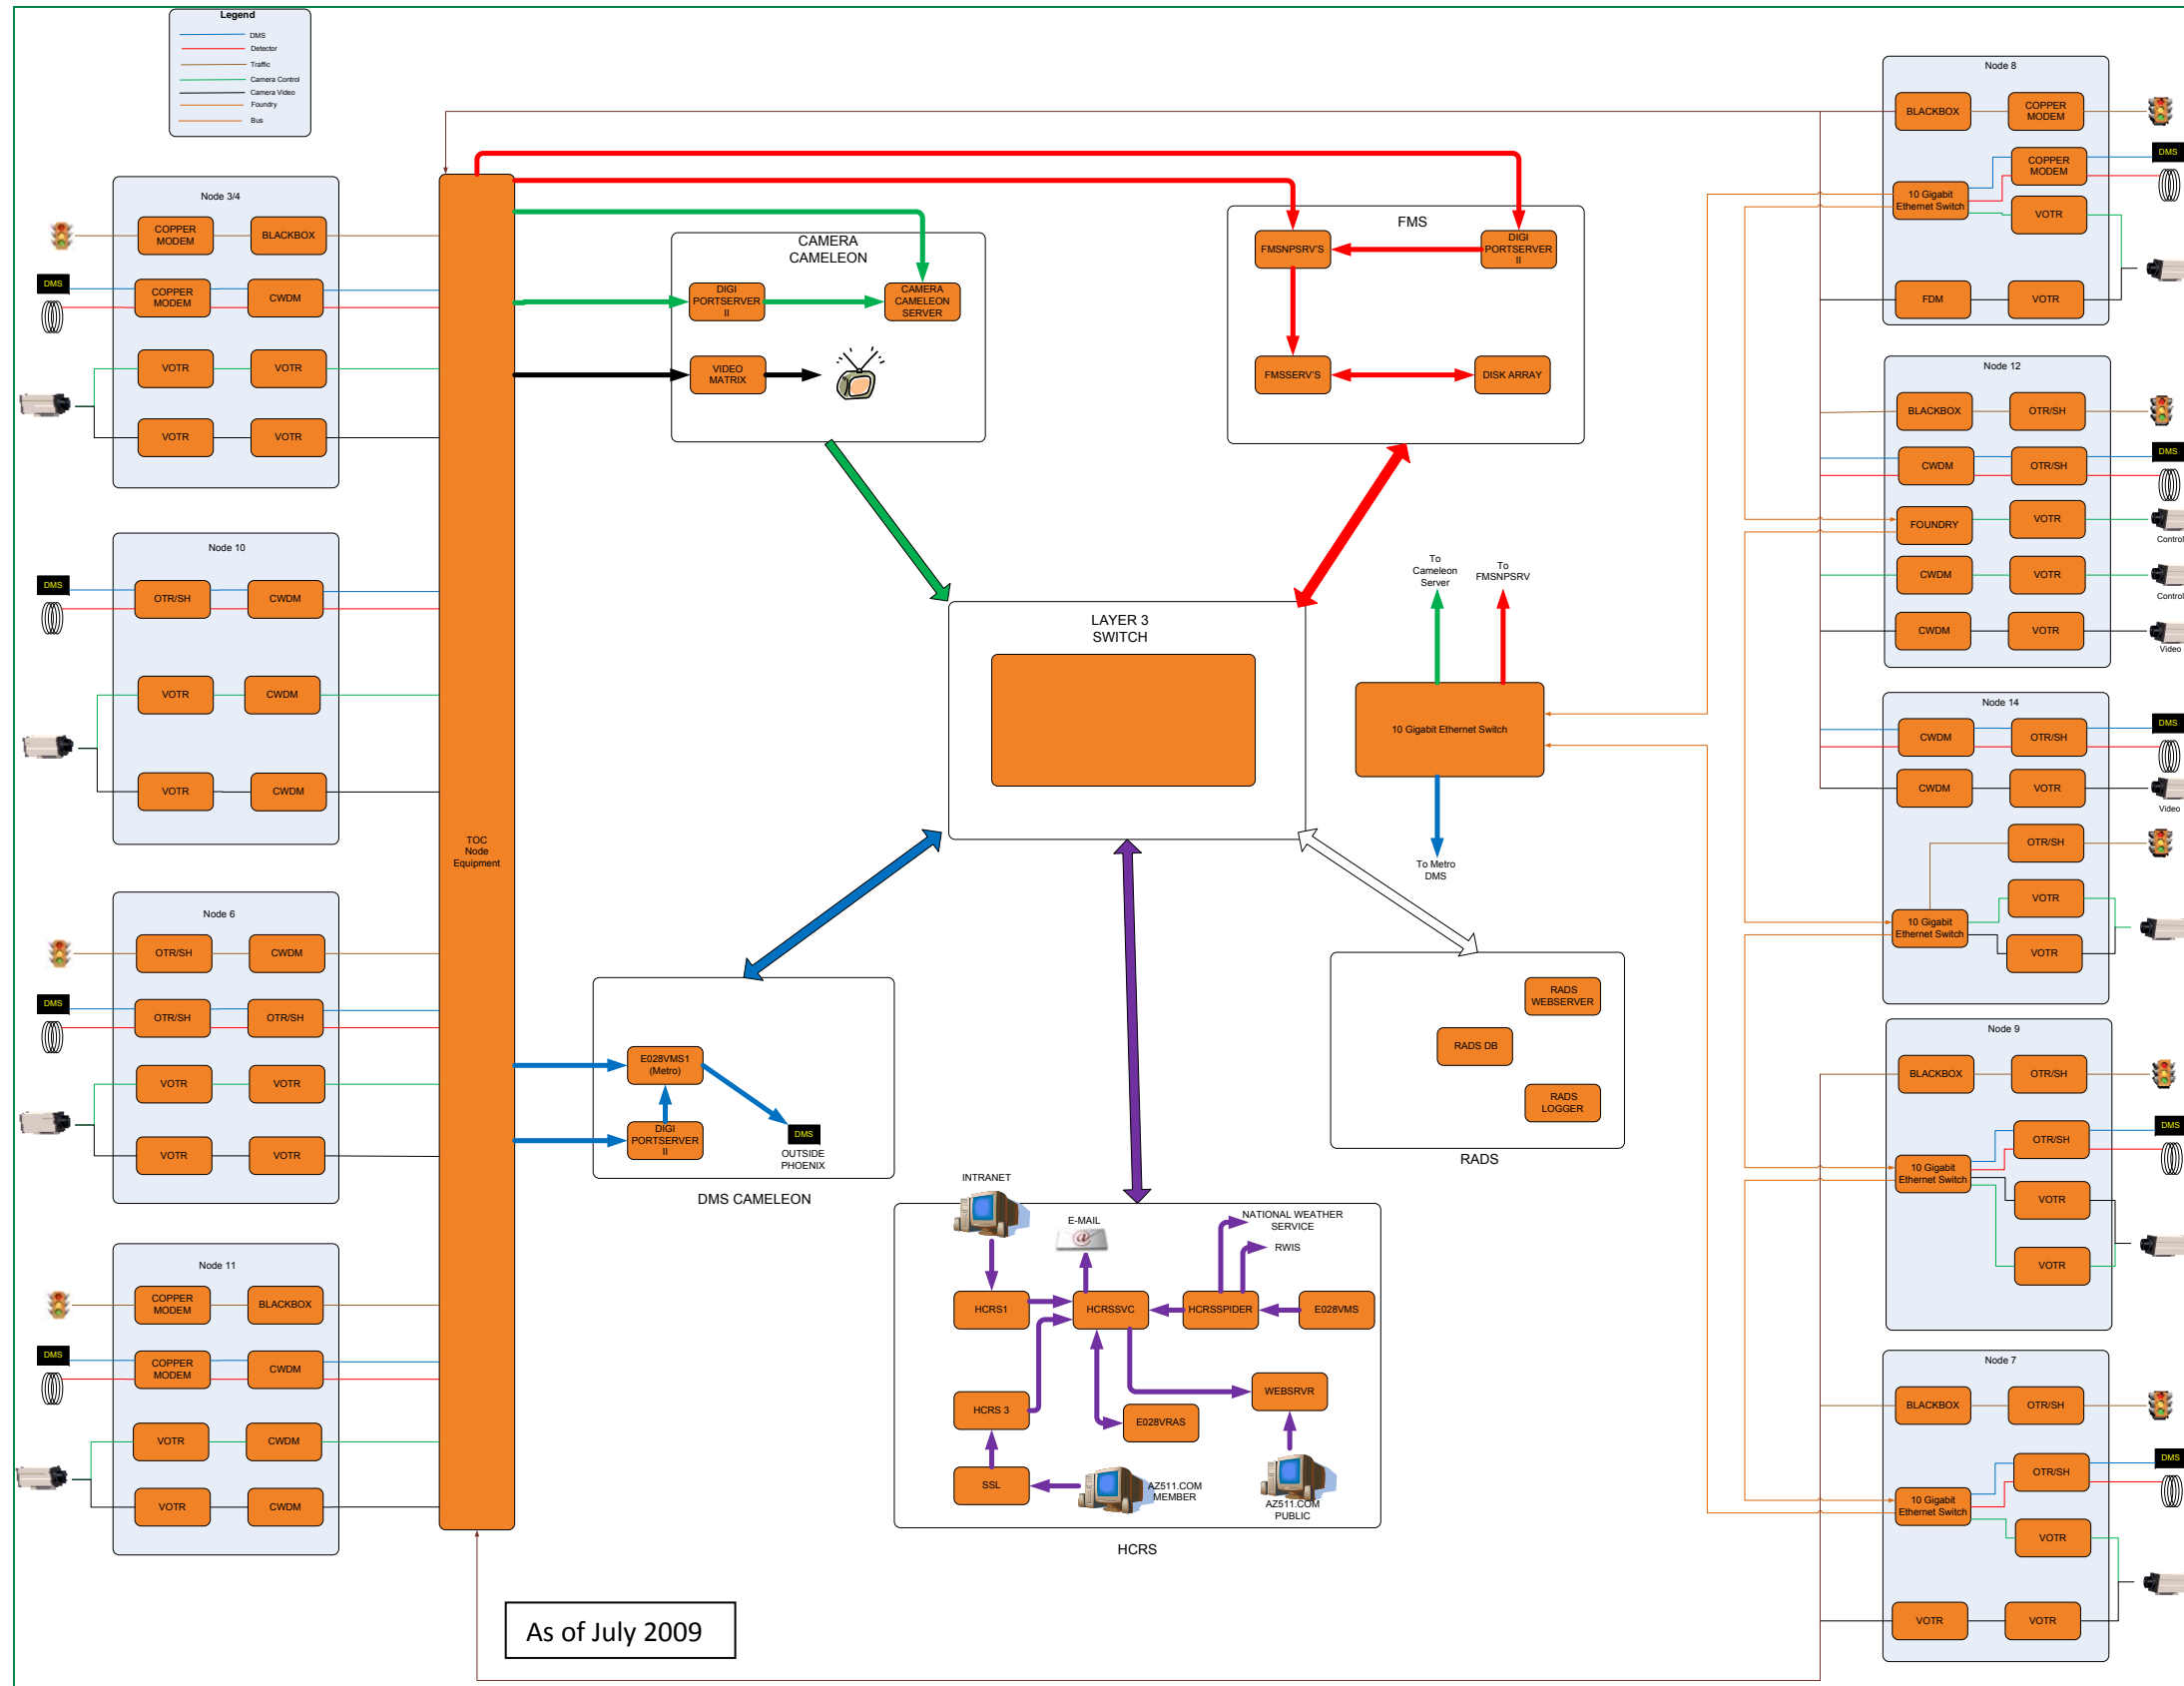 Legend
DMS
Detector
Traffic
Camera Control
Camera Video
Foundry
Bus
Node 3/4
COPPER
MODEM
BLACKBOX
DMS
COPPER
MODEM
CWDM
VOTR
VOTR
VOTR
VOTR
Node 10
DMS
OTR/SH
CWDM
VOTR
CWDM
VOTR
CWDM
Node 6
OTR/SH
CWDM
DMS
OTR/SH
OTR/SH
VOTR
VOTR
VOTR
VOTR
Node 11
COPPER
MODEM
BLACKBOX
DMS
COPPER
MODEM
CWDM
VOTR
CWDM
VOTR
CWDM
TOC
Node
Equipment
CAMERA
CAMELEON
DIGI
PORTSERVER
II
CAMERA
CAMELEON
SERVER
VIDEO
MATRIX
FMS
FMSNPSRV'S
DIGI
PORTSERVER
II
FMSSERV'S
DISK ARRAY
LAYER 3
SWITCH
To
Cameleon
Server
To
FMSNPSRV
10 Gigabit Ethernet Switch
To Metro
DMS
E028VMS1
(Metro)
DIGI
PORTSERVER
II
DMS
OUTSIDE
PHOENIX
DMS CAMELEON
RADS
WEBSERVER
RADS DB
RADS
LOGGER
RADS
INTRANET
E-MAIL
NATIONAL WEATHER
SERVICE
RWIS
HCRS1
HCRSSVC
HCRSSPIDER
E028VMS
HCRS 3
E028VRAS
WEBSRVR
SSL
AZ511.COM
MEMBER
AZ511.COM
PUBLIC
HCRS
As of July 2009
Node 8
BLACKBOX
COPPER
MODEM
COPPER
MODEM
DMS
10 Gigabit
Ethernet Switch
VOTR
FDM
VOTR
Node 12
BLACKBOX
OTR/SH
CWDM
OTR/SH
DMS
FOUNDRY
VOTR
Control
CWDM
VOTR
Control
CWDM
VOTR
Video
Node 14
CWDM
OTR/SH
DMS
CWDM
VOTR
Video
OTR/SH
VOTR
10 Gigabit
Ethernet Switch
VOTR
Node 9
BLACKBOX
OTR/SH
DMS
OTR/SH
10 Gigabit
Ethernet Switch
VOTR
VOTR
Node 7
BLACKBOX
OTR/SH
DMS
OTR/SH
10 Gigabit
Ethernet Switch
VOTR
VOTR
VOTR